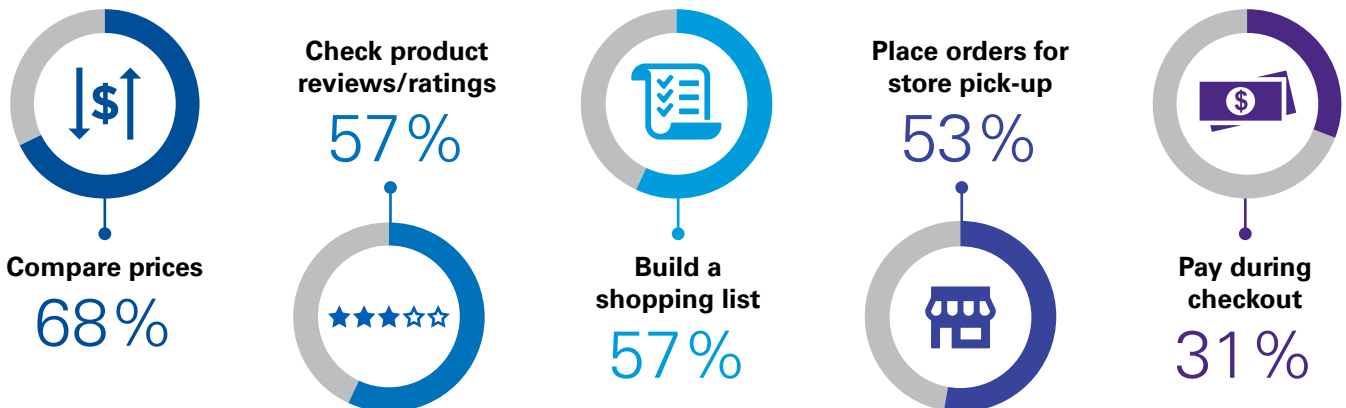 Compare prices
68%
Check product
reviews/ratings
57%
Build a
shopping list
57%
Place orders for
store pick-up
53%
$
Pay during
checkout
31%
$